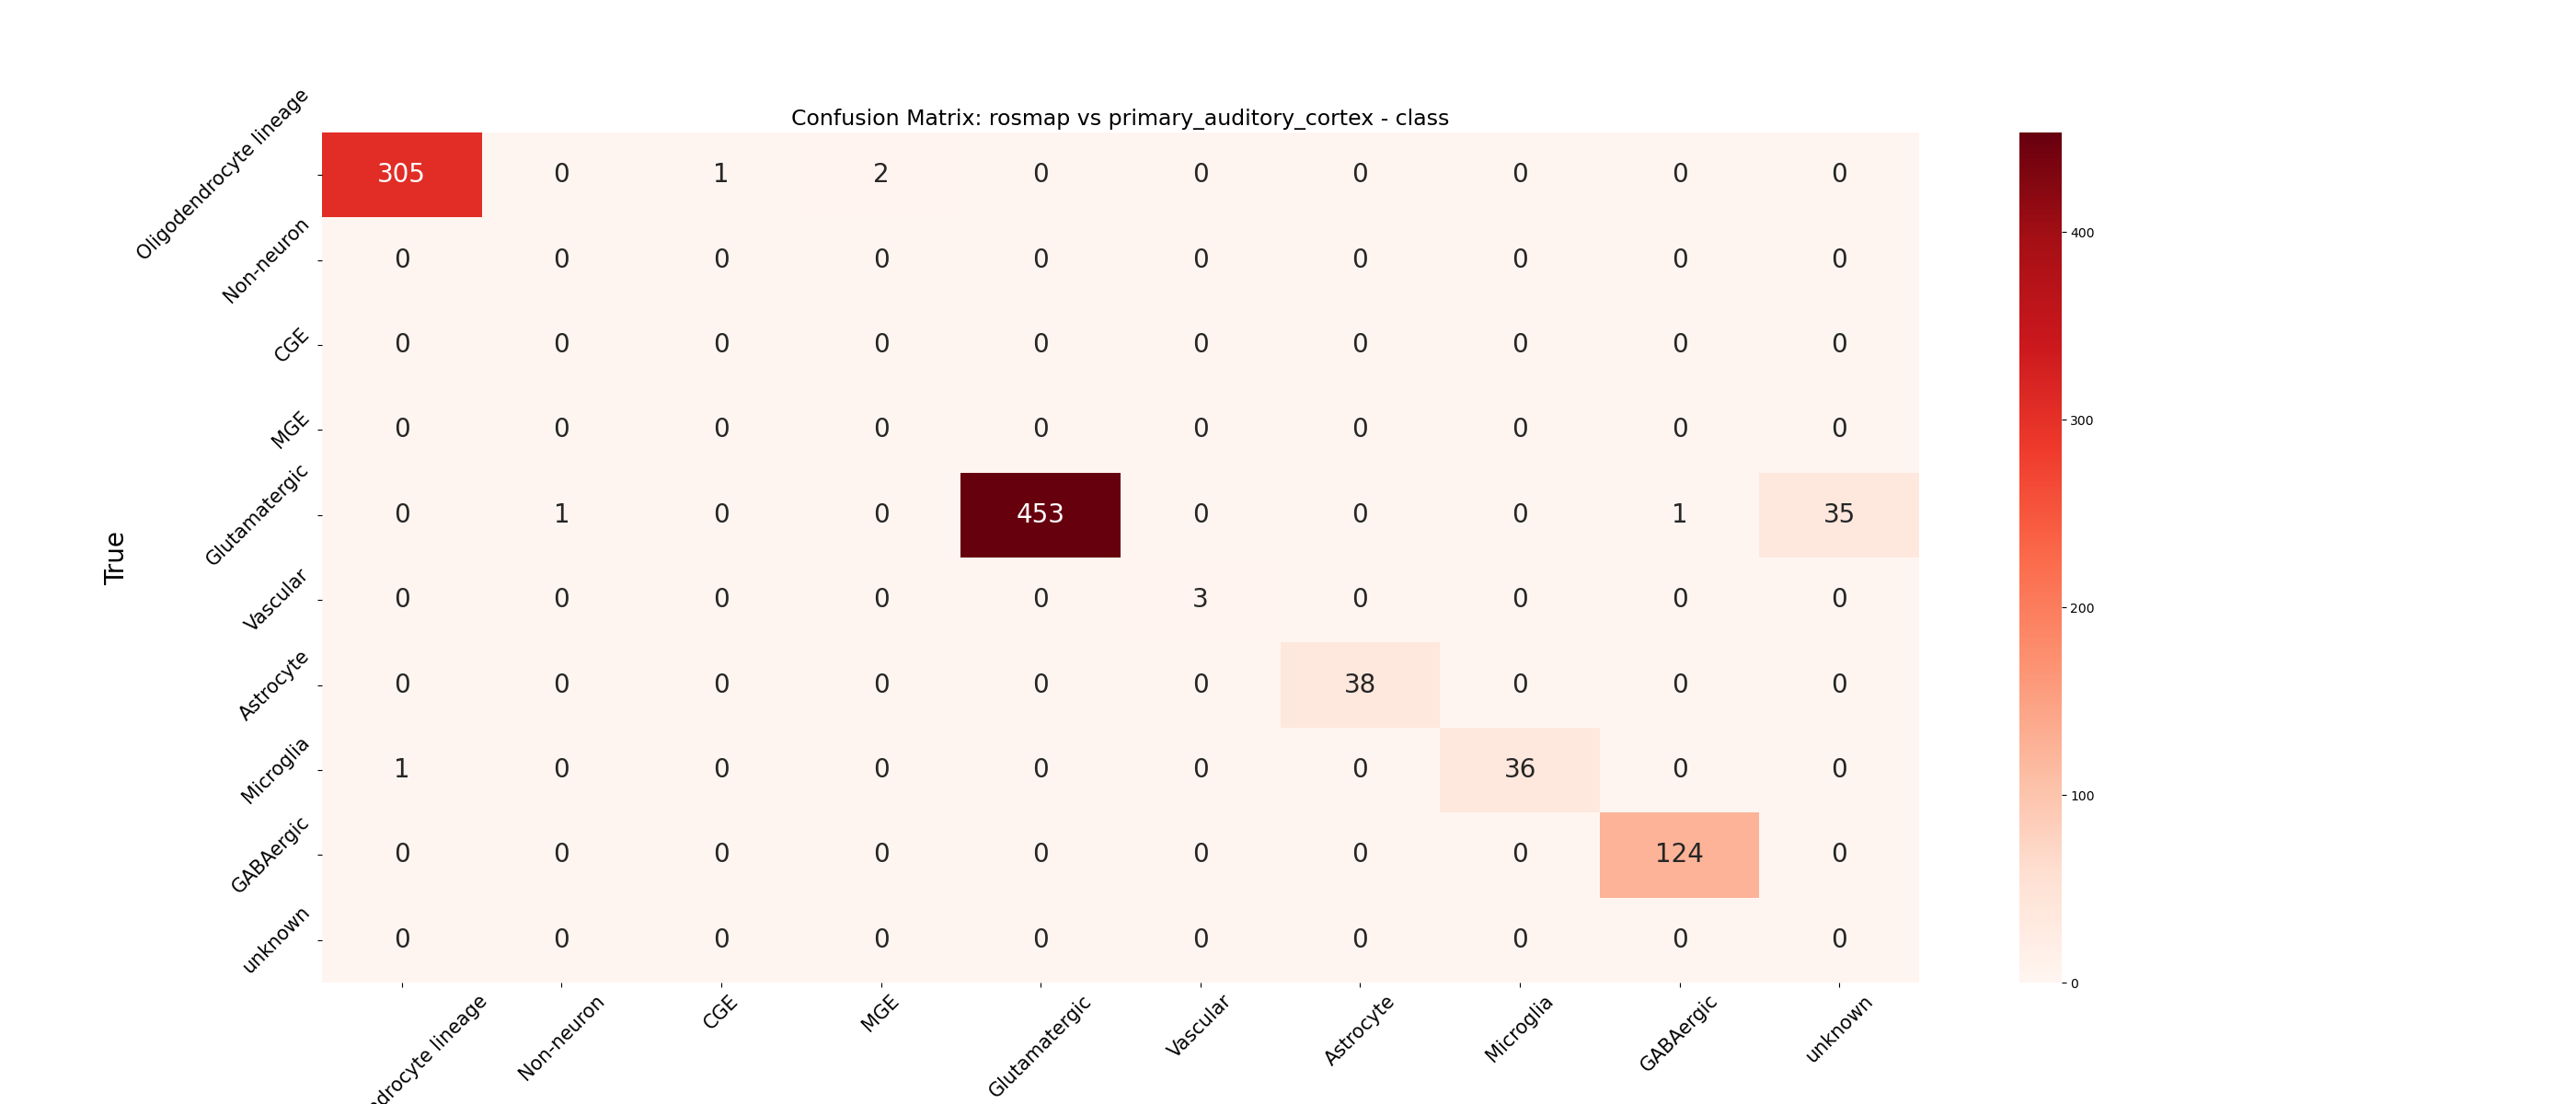 Confusion Matrix: rosmap vs primary_auditory_cortex - class
True
Oligodendrocyte lineage 305 0 1 2 0 0 0 0 0 0
Non-neuron 0 0 0 0 0 0 0 0 0 0
CGE 0 0 0 0 0 0 0 0 0 0
MGE 0 0 0 0 0 0 0 0 0 0
Glutamatergic 0 1 0 0 453 0 0 0 1 35
Vascular 0 0 0 0 0 3 0 0 0 0
Astrocyte 0 0 0 0 0 0 38 0 0 0
Microglia 1 0 0 0 0 0 0 36 0 0
GABAergic 0 0 0 0 0 0 0 0 124 0
unknown 0 0 0 0 0 0 0 0 0 0
ndrocyte lineage Non-neuron CGE MGE Glutamatergic Vascular Astrocyte Microglia GABAergic unknown
400
300
200
100
0